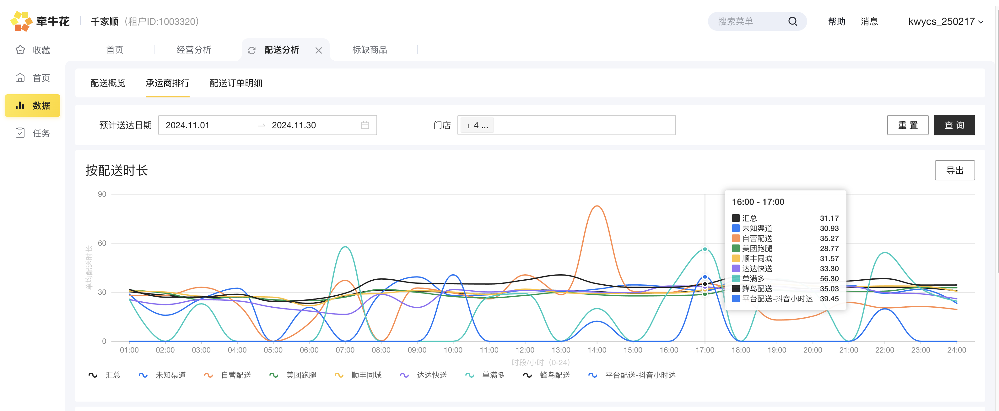 牵牛花
千家顺（租户ID:1003320）
搜索菜单
帮助
消息
kwycs_250217
收藏
首页
经营分析
配送分析
标缺商品
首页
数据
任务
配送概览
承运商排行
配送订单明细
预计送达日期
2024.11.01
2024.11.30
门店
+ 4 ...
重 置
查 询
按配送时长
导出
单均配送时长
90
60
30
0
16:00 - 17:00
汇总 31.17
未知渠道 30.93
自营配送 35.27
美团跑腿 28.77
顺丰同城 31.57
达达快送 33.30
单满多 56.30
蜂鸟配送 35.03
平台配送-抖音小时达 39.45
01:00 02:00 03:00 04:00 05:00 06:00 07:00 08:00 09:00 10:00 11:00 12:00 13:00 14:00 15:00 16:00 17:00 18:00 19:00 20:00 21:00 22:00 23:00 24:00
时段/小时（0-24）
汇总 未知渠道 自营配送 美团跑腿 顺丰同城 达达快送 单满多 蜂鸟配送 平台配送-抖音小时达